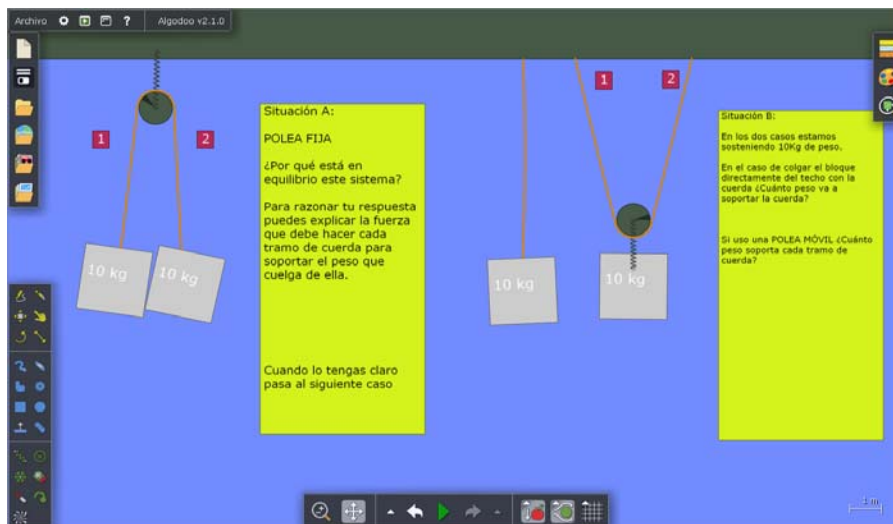 Archivo ? Algodoo v2.1.0
1
2
1
2
Situación A:
POLEA FIJA
¿Por qué está en
equilibrio este sistema?
Para razonar tu respuesta
puedes explicar la fuerza
que debe hacer cada
tramo de cuerda para
soportar el peso que
cuelga de ella.
Cuando lo tengas claro
pasa al siguiente caso
10 kg
10 kg
10 kg
10 kg
Situación B:
En los dos casos estamos
sosteniendo 10Kg de peso.
En el caso de colgar el bloque
directamente del techo con la
cuerda ¿Cuánto peso va a
soportar la cuerda?
Si uso una POLEA MÓVIL ¿Cuánto
peso soporta cada tramo de
cuerda?
1 m